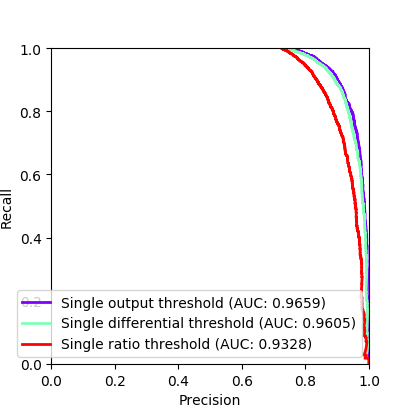 1.0
0.8
0.6
0.4
0.2
0.0
Recall
Single output threshold (AUC: 0.9659)
Single differential threshold (AUC: 0.9605)
Single ratio threshold (AUC: 0.9328)
0.0 0.2 0.4 0.6 0.8 1.0
Precision